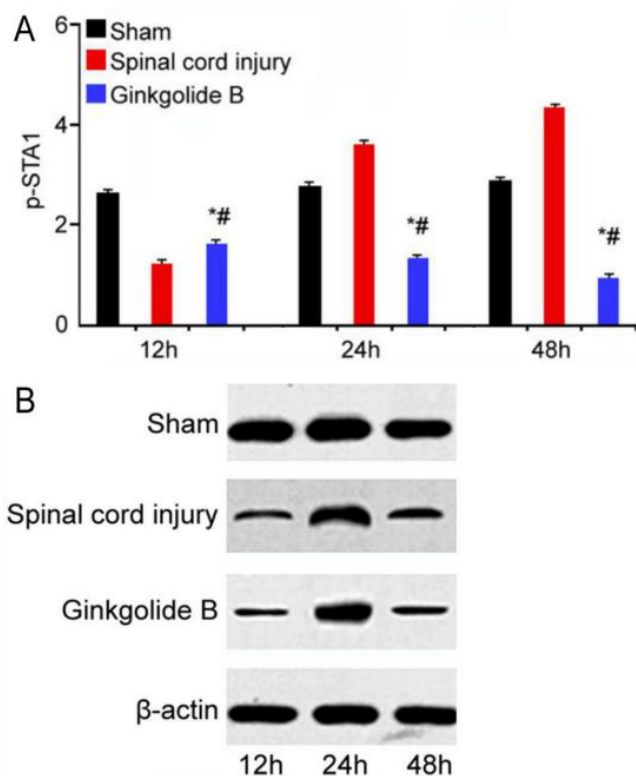 A
6
Sham
Spinal cord injury
Ginkgolide B
4
p-STA1
2
*#
*#
*#
0
12h 24h 48h
B
Sham
Spinal cord injury
Ginkgolide B
β-actin
12h 24h 48h